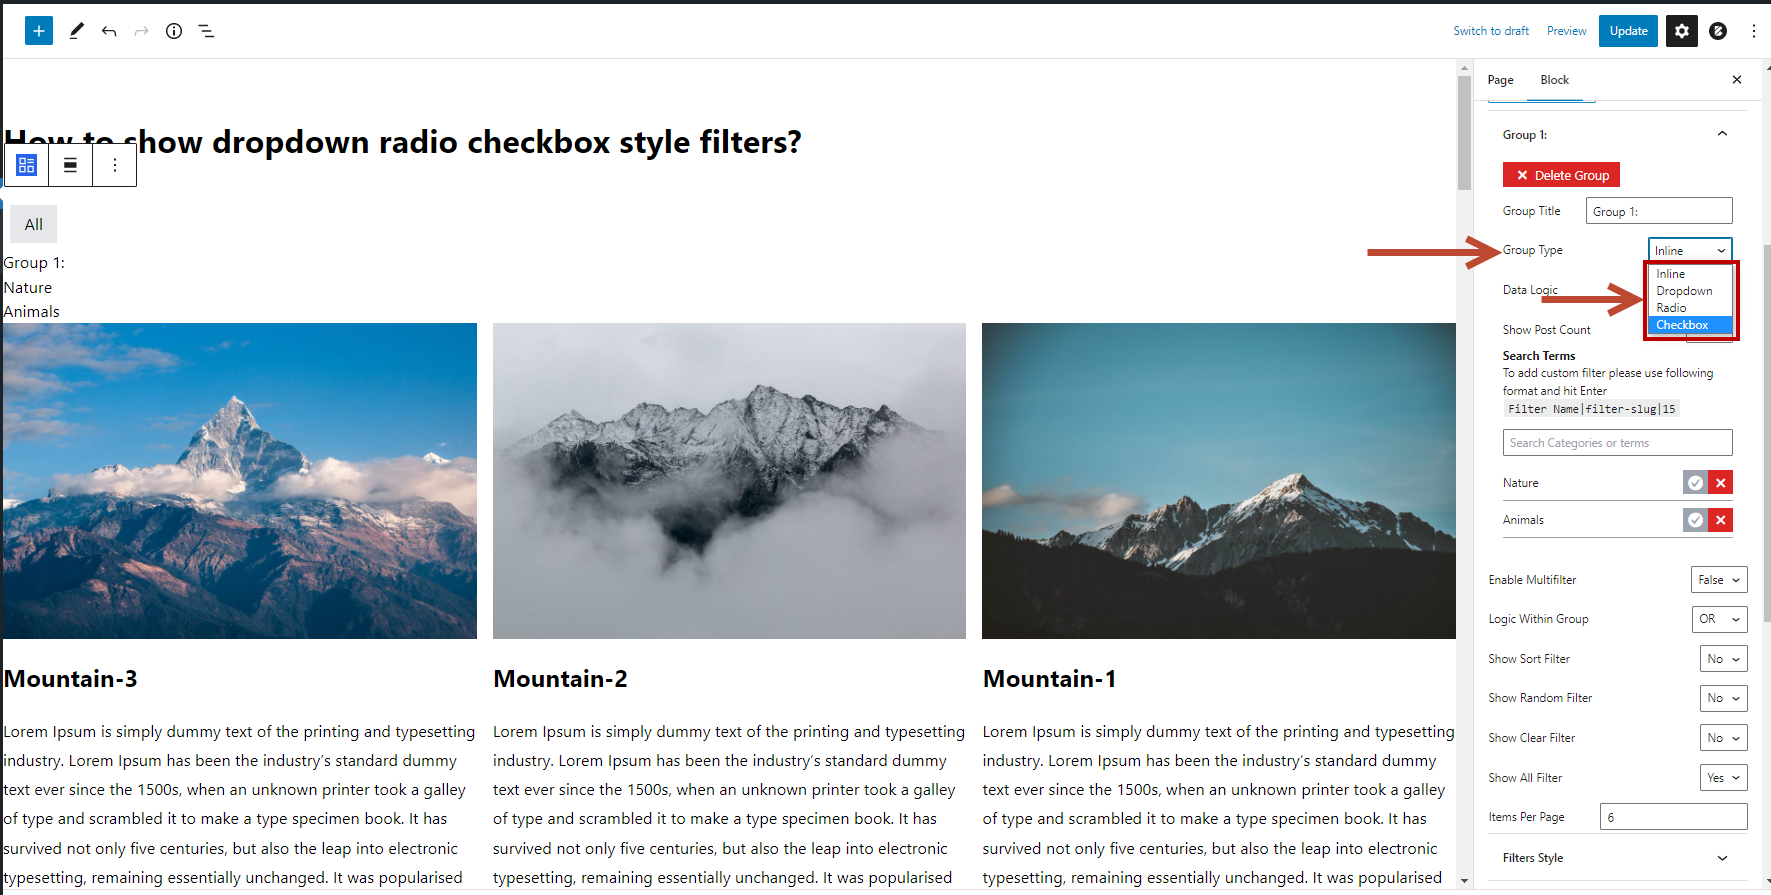 Switch to draft
Preview
Update
Page
Block
How to show dropdown radio checkbox style filters?
All
Group 1:
Nature
Animals
Mountain-3
Lorem Ipsum is simply dummy text of the printing and typesetting
industry. Lorem Ipsum has been the industry’s standard dummy
text ever since the 1500s, when an unknown printer took a galley
of type and scrambled it to make a type specimen book. It has
survived not only five centuries, but also the leap into electronic
typesetting, remaining essentially unchanged. It was popularised
Mountain-2
Lorem Ipsum is simply dummy text of the printing and typesetting
industry. Lorem Ipsum has been the industry’s standard dummy
text ever since the 1500s, when an unknown printer took a galley
of type and scrambled it to make a type specimen book. It has
survived not only five centuries, but also the leap into electronic
typesetting, remaining essentially unchanged. It was popularised
Mountain-1
Lorem Ipsum is simply dummy text of the printing and typesetting
industry. Lorem Ipsum has been the industry’s standard dummy
text ever since the 1500s, when an unknown printer took a galley
of type and scrambled it to make a type specimen book. It has
survived not only five centuries, but also the leap into electronic
typesetting, remaining essentially unchanged. It was popularised
Group 1:
Delete Group
Group Title Group 1:
Group Type Inline
Inline
Dropdown
Radio
Checkbox
Data Logic
Show Post Count
Search Terms
To add custom filter please use following
format and hit Enter
Filter Name|filter-slug|15
Search Categories or terms
Nature
Animals
Enable Multifilter False
Logic Within Group OR
Show Sort Filter No
Show Random Filter No
Show Clear Filter No
Show All Filter Yes
Items Per Page 6
Filters Style